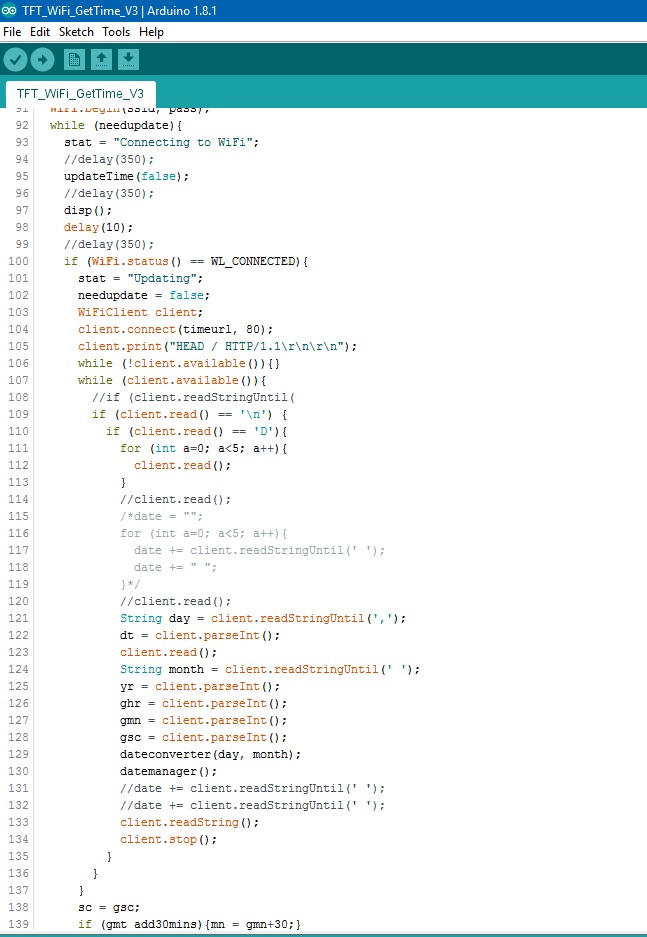 TFT_WiFi_GetTime_V3 | Arduino 1.8.1
File Edit Sketch Tools Help
TFT_WiFi_GetTime_V3
91 WiFi.begin(ssid, pass);
92 while (needupdate){
93 stat = "Connecting to WiFi";
94 //delay(350);
95 updateTime(false);
96 //delay(350);
97 disp();
98 delay(10);
99 //delay(350);
100 if (WiFi.status() == WL_CONNECTED){
101 stat = "Updating";
102 needupdate = false;
103 WiFiClient client;
104 client.connect(timeurl, 80);
105 client.print("HEAD / HTTP/1.1\r\n\r\n");
106 while (!client.available()){}
107 while (client.available()){
108 //if (client.readStringUntil(
109 if (client.read() == '\n') {
110 if (client.read() == 'D'){
111 for (int a=0; a<5; a++){
112 client.read();
113 }
114 //client.read();
115 /*date = "";
116 for (int a=0; a<5; a++){
117 date += client.readStringUntil(' ');
118 date += " ";
119 }*/
120 //client.read();
121 String day = client.readStringUntil(',');
122 dt = client.parseInt();
123 client.read();
124 String month = client.readStringUntil(' ');
125 yr = client.parseInt();
126 ghr = client.parseInt();
127 gmn = client.parseInt();
128 gsc = client.parseInt();
129 dateconverter(day, month);
130 datemanager();
131 //date += client.readStringUntil(' ');
132 //date += client.readStringUntil(' ');
133 client.readString();
134 client.stop();
135 }
136 }
137 }
138 sc = gsc;
139 if (gmt_add30mins){mn = gmn+30;}